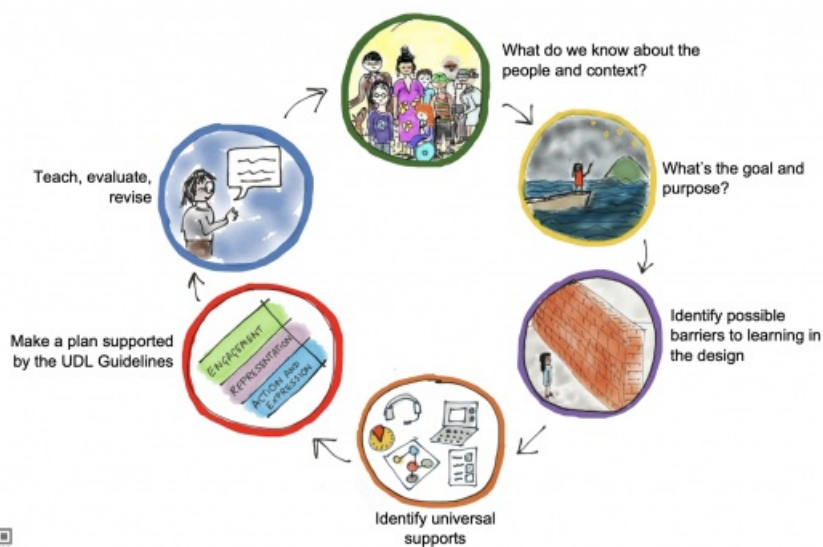 What do we know about the
people and context?
What's the goal and
purpose?
Identify possible
barriers to learning in
the design
Identify universal
supports
Make a plan supported
by the UDL Guidelines
ENGAGEMENT
REPRESENTATION
ACTION AND
EXPRESSION
Teach, evaluate,
revise